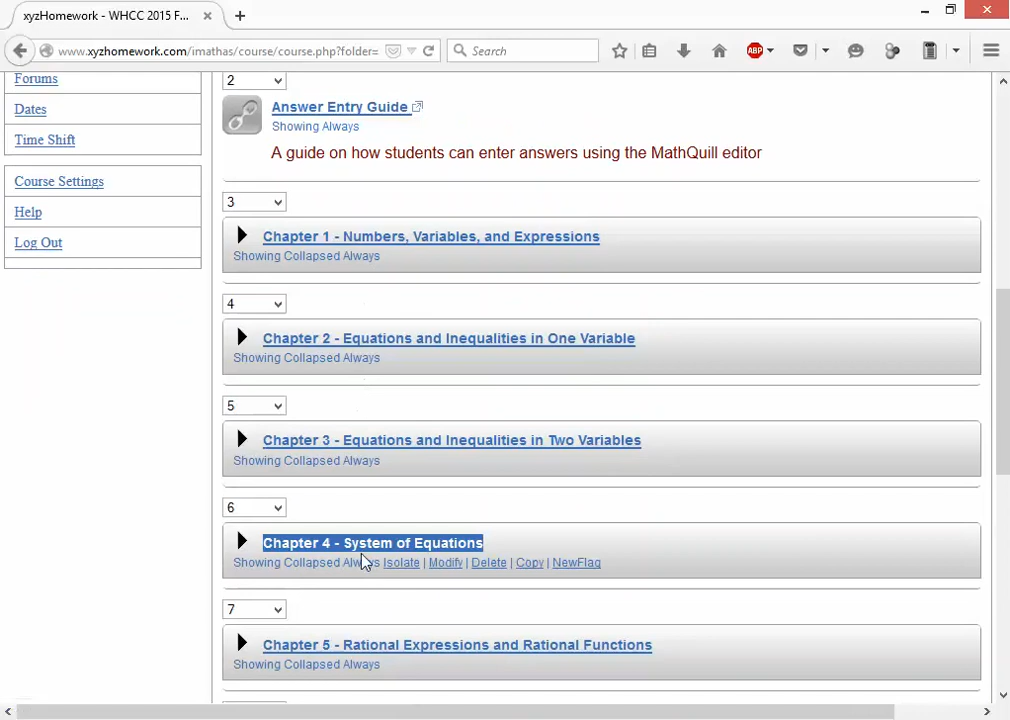 xyzHomework - WHCC 2015 F...
www.xyzhomework.com/imathas/course/course.php?folder=
Search
ABP
Forums
Dates
Time Shift
Course Settings
Help
Log Out
2
Answer Entry Guide
Showing Always
A guide on how students can enter answers using the MathQuill editor
3
Chapter 1 - Numbers, Variables, and Expressions
Showing Collapsed Always
4
Chapter 2 - Equations and Inequalities in One Variable
Showing Collapsed Always
5
Chapter 3 - Equations and Inequalities in Two Variables
Showing Collapsed Always
6
Chapter 4 - System of Equations
Showing Collapsed Always Isolate | Modify | Delete | Copy | NewFlag
7
Chapter 5 - Rational Expressions and Rational Functions
Showing Collapsed Always